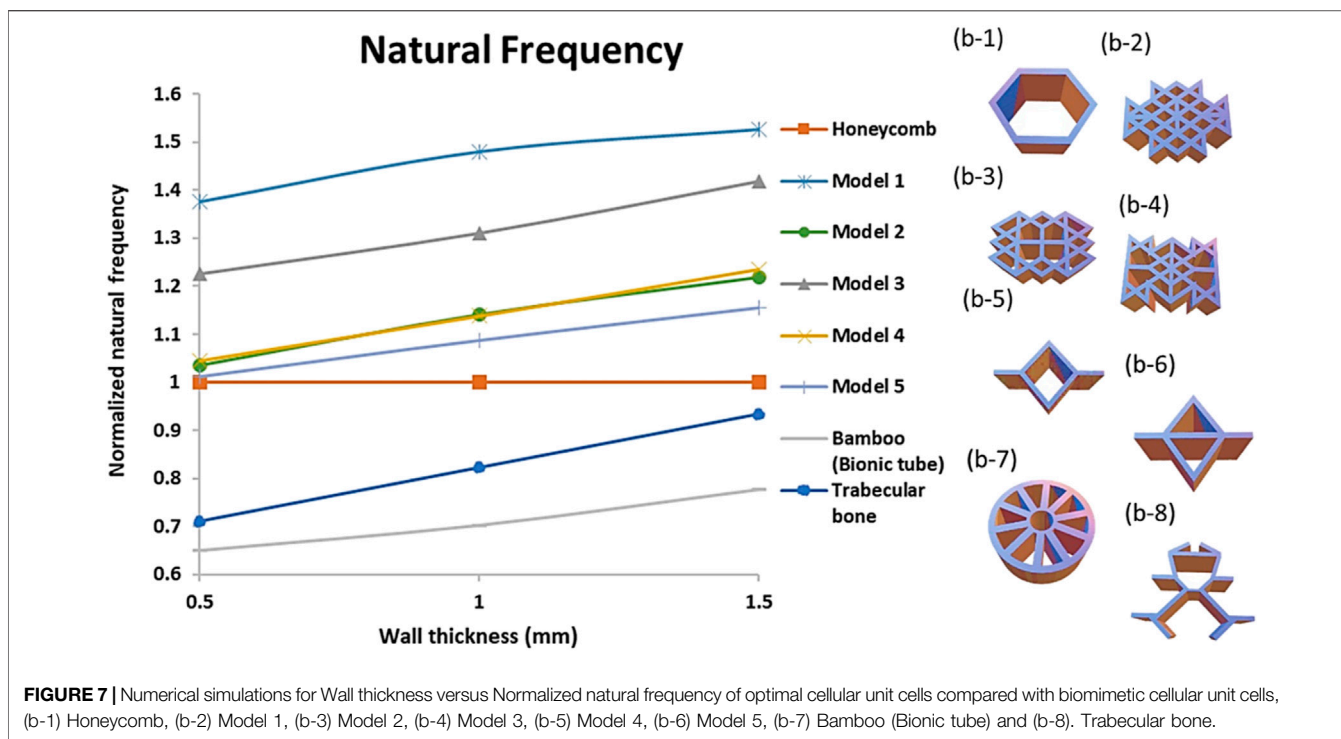 Natural Frequency
1.6
1.5
1.4
1.3
1.2
1.1
1
0.9
0.8
0.7
0.6
Normalized natural frequency
0.5
1
1.5
Wall thickness (mm)
Honeycomb
Model 1
Model 2
Model 3
Model 4
Model 5
Bamboo
(Bionic tube)
Trabecular
bone
(b-1)
(b-2)
(b-3)
(b-4)
(b-5)
(b-6)
(b-7)
(b-8)
FIGURE 7 | Numerical simulations for Wall thickness versus Normalized natural frequency of optimal cellular unit cells compared with biomimetic cellular unit cells,
(b-1) Honeycomb, (b-2) Model 1, (b-3) Model 2, (b-4) Model 3, (b-5) Model 4, (b-6) Model 5, (b-7) Bamboo (Bionic tube) and (b-8). Trabecular bone.